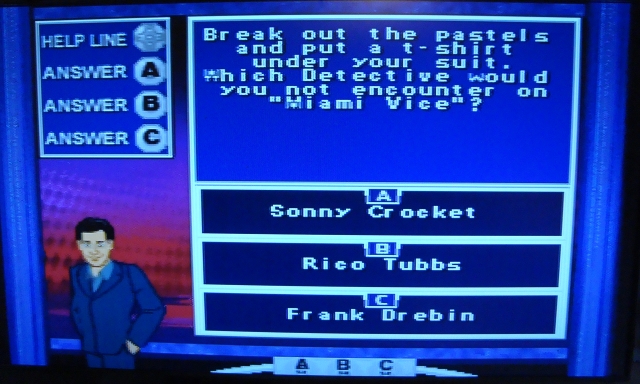 HELP LINE
ANSWER A
ANSWER B
ANSWER C
Break out the pastels
and put a t-shirt
under your suit.
Which Detective would
you not encounter on
"Miami Vice"?
A
Sonny Crocket
B
Rico Tubbs
C
Frank Drebin
A B C